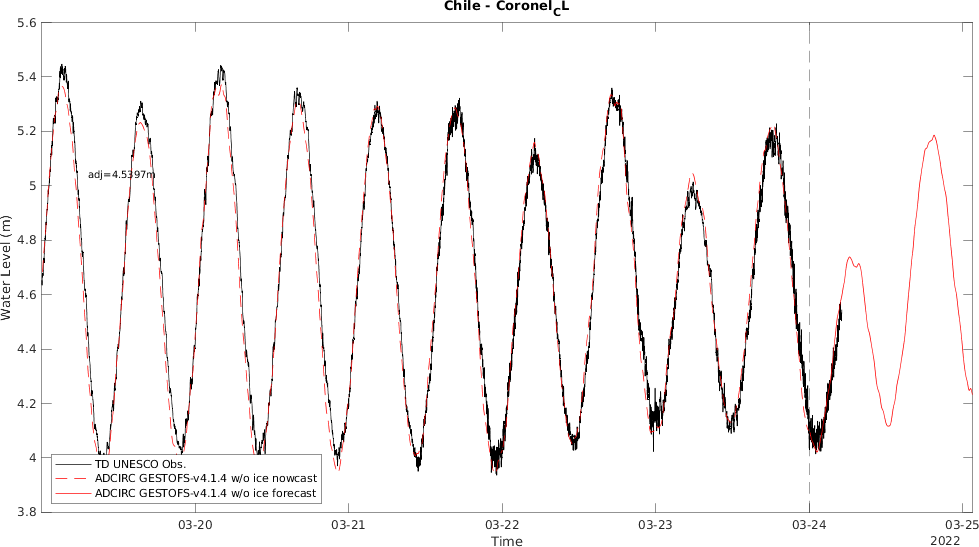 Chile - Coronel_CL
5.6
5.4
5.2
5
4.8
4.6
4.4
4.2
4
3.8
Water Level (m)
adj=4.5397m
TD UNESCO Obs.
ADCIRC GESTOFS-v4.1.4 w/o ice nowcast
ADCIRC GESTOFS-v4.1.4 w/o ice forecast
03-20
03-21
03-22
03-23
03-24
03-25
Time
2022